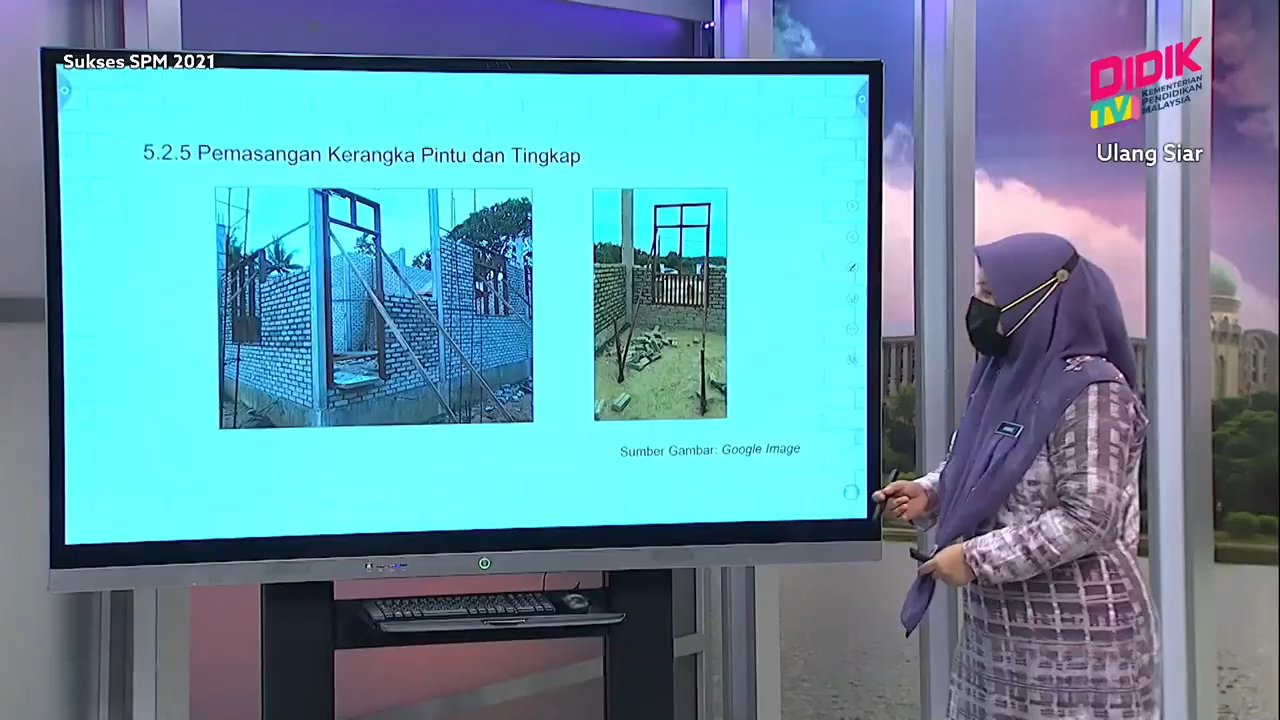 Sukses SPM 2021
DIDIK
TV
KEMENTERIAN
PENDIDIKAN
MALAYSIA
Ulang Siar
5.2.5 Pemasangan Kerangka Pintu dan Tingkap
Sumber Gambar: Google Image